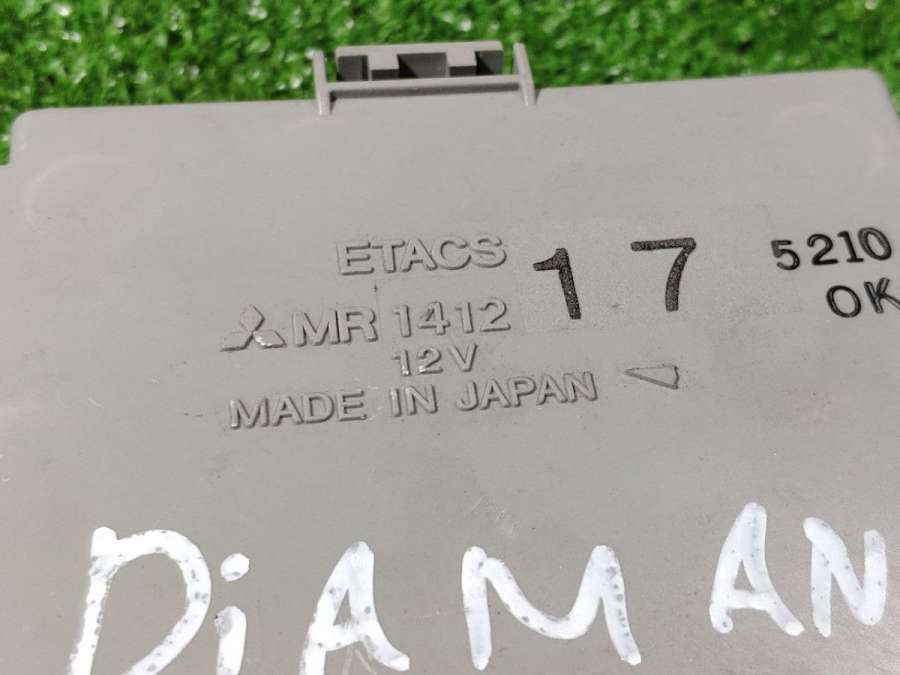 ETACS 17 5210
MR 1412 OK
12V
MADE IN JAPAN
DiAMAN